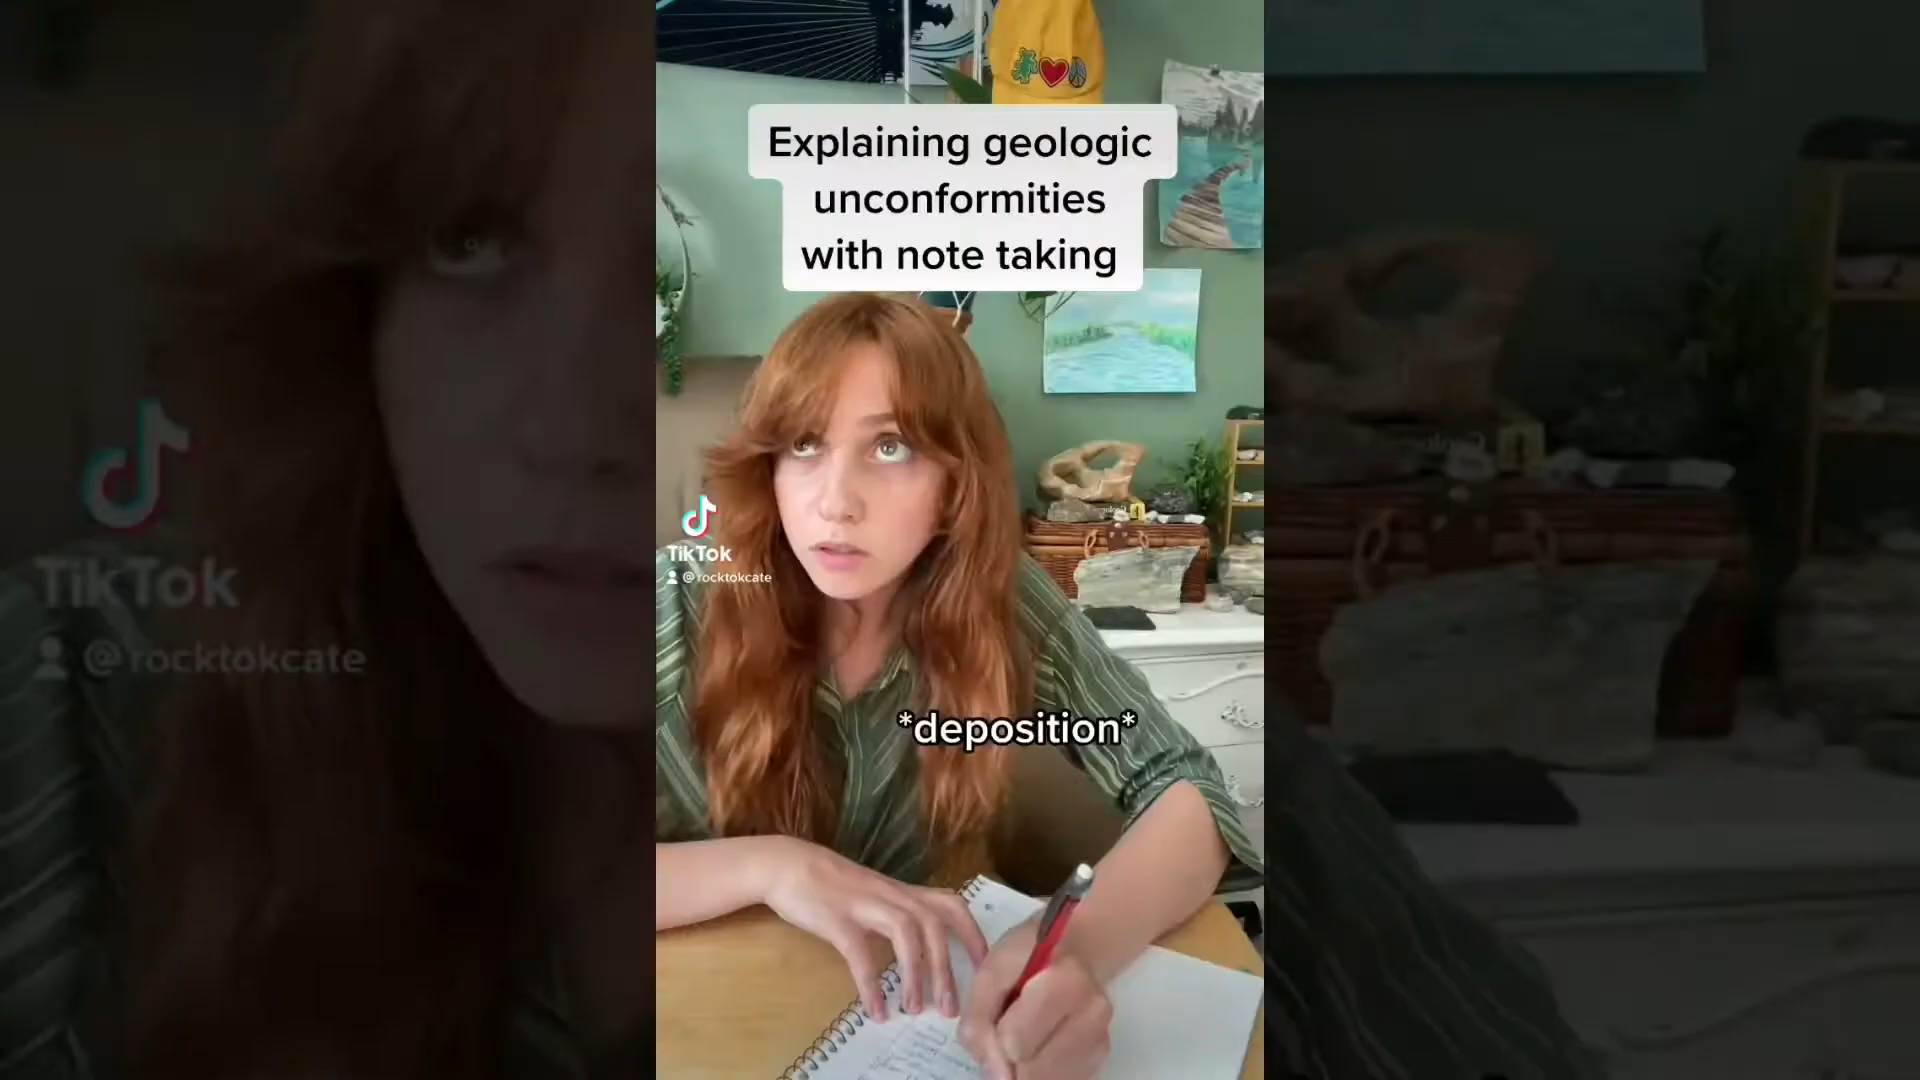 Explaining geologic
unconformities
with note taking
TikTok
@rocktokcate
*deposition*
TikTok
@rocktokcate